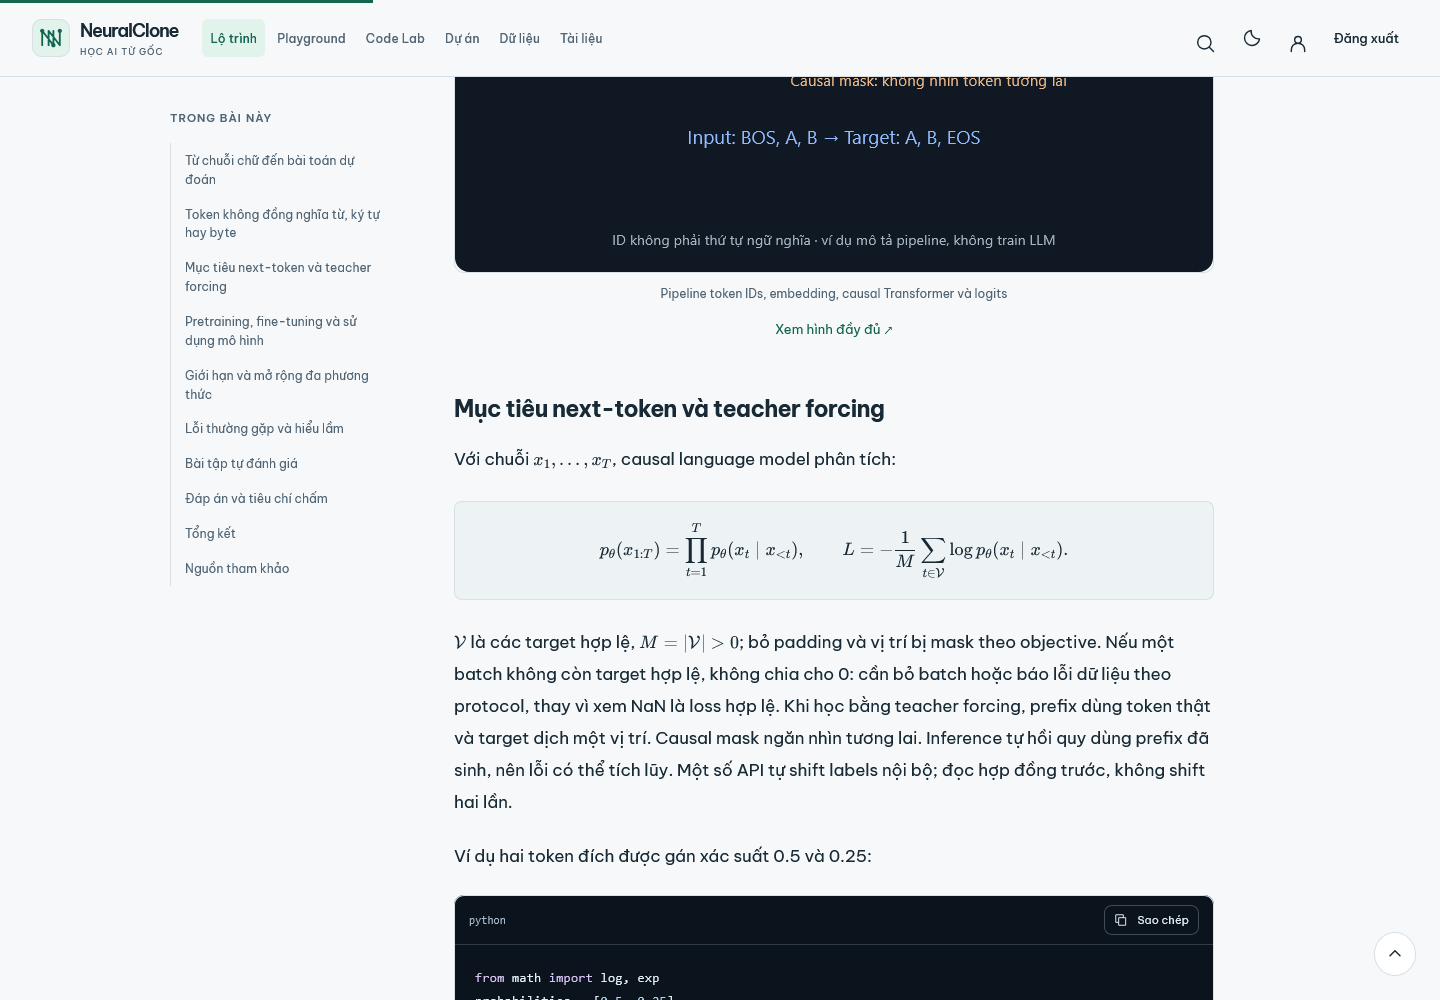 NeuralClone
HỌC AI TỪ GỐC
Lộ trình
Playground
Code Lab
Dự án
Dữ liệu
Tài liệu
Đăng xuất
TRONG BÀI NÀY
Từ chuỗi chữ đến bài toán dự
đoán
Token không đồng nghĩa từ, ký tự
hay byte
Mục tiêu next-token và teacher
forcing
Pretraining, fine-tuning và sử
dụng mô hình
Giới hạn và mở rộng đa phương
thức
Lỗi thường gặp và hiểu lầm
Bài tập tự đánh giá
Đáp án và tiêu chí chấm
Tổng kết
Nguồn tham khảo
Causal mask: không nhìn token tương lai
Input: BOS, A, B → Target: A, B, EOS
ID không phải thứ tự ngữ nghĩa · ví dụ mô tả pipeline, không train LLM
Pipeline token IDs, embedding, causal Transformer và logits
Xem hình đầy đủ ↗
Mục tiêu next-token và teacher forcing
Với chuỗi x₁, . . . , x_T, causal language model phân tích:
p_θ(x_{1:T}) = ∏_{t=1}^{T} p_θ(x_t | x_{<t}), L = −\frac{1}{M} ∑_{t∈𝒱} log p_θ(x_t | x_{<t}).
𝒱 là các target hợp lệ, M = |𝒱| > 0; bỏ padding và vị trí bị mask theo objective. Nếu một
batch không còn target hợp lệ, không chia cho 0: cần bỏ batch hoặc báo lỗi dữ liệu theo
protocol, thay vì xem NaN là loss hợp lệ. Khi học bằng teacher forcing, prefix dùng token thật
và target dịch một vị trí. Causal mask ngăn nhìn tương lai. Inference tự hồi quy dùng prefix đã
sinh, nên lỗi có thể tích lũy. Một số API tự shift labels nội bộ; đọc hợp đồng trước, không shift
hai lần.
Ví dụ hai token đích được gán xác suất 0.5 và 0.25:
python
Sao chép
from math import log, exp
probabilities = [0.5, 0.25]